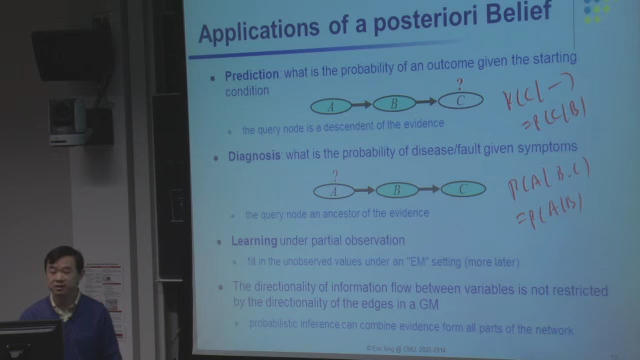 Applications of a posteriori Belief
Prediction: what is the probability of an outcome given the starting
condition
?
A B C
P(C|—)
=P(C|B)
the query node is a descendent of the evidence
Diagnosis: what is the probability of disease/fault given symptoms
?
A B C
P(A|B,C)
=P(A|B)
the query node an ancestor of the evidence
Learning under partial observation
fill in the unobserved values under an "EM" setting (more later)
The directionality of information flow between variables is not restricted
by the directionality of the edges in a GM
probabilistic inference can combine evidence form all parts of the network
© Eric Xing @ CMU, 2005-2014